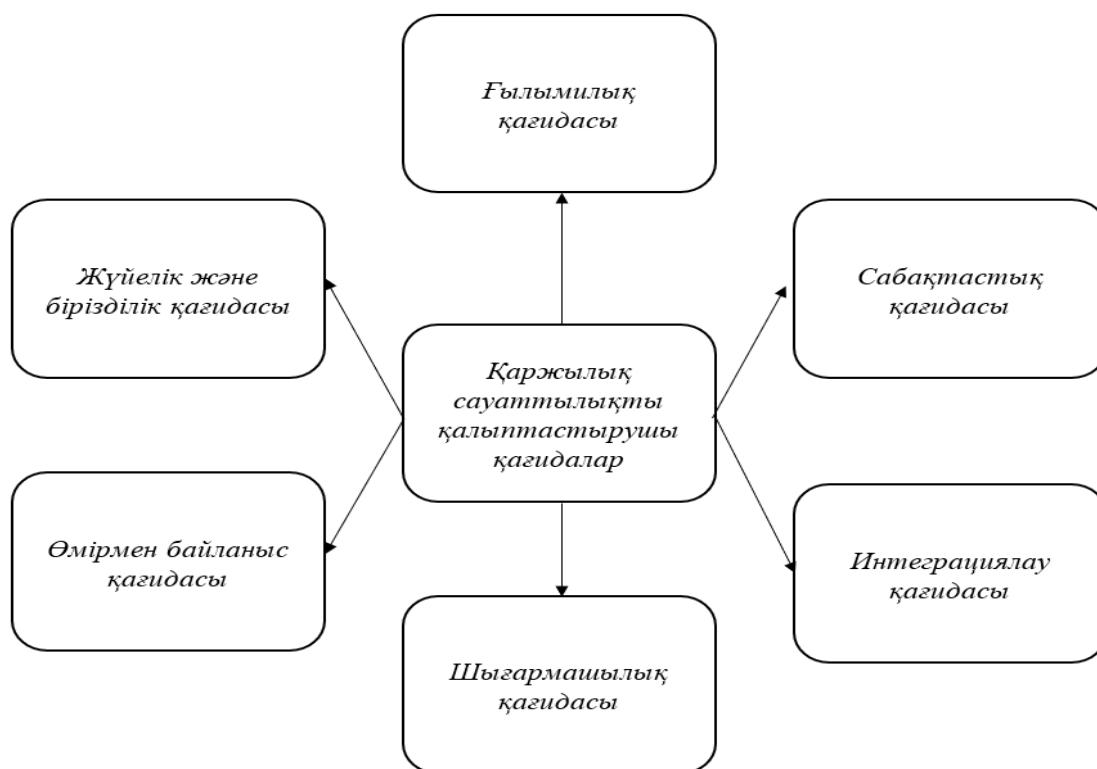 Ғылымилық
қағидасы
Жүйелік және
бірізділік қағидасы
Сабақтастық
қағидасы
Қаржылық
сауаттылықты
қалыптастырушы
қағидалар
Өмірмен байланыс
қағидасы
Интеграциялау
қағидасы
Шығармашылық
қағидасы